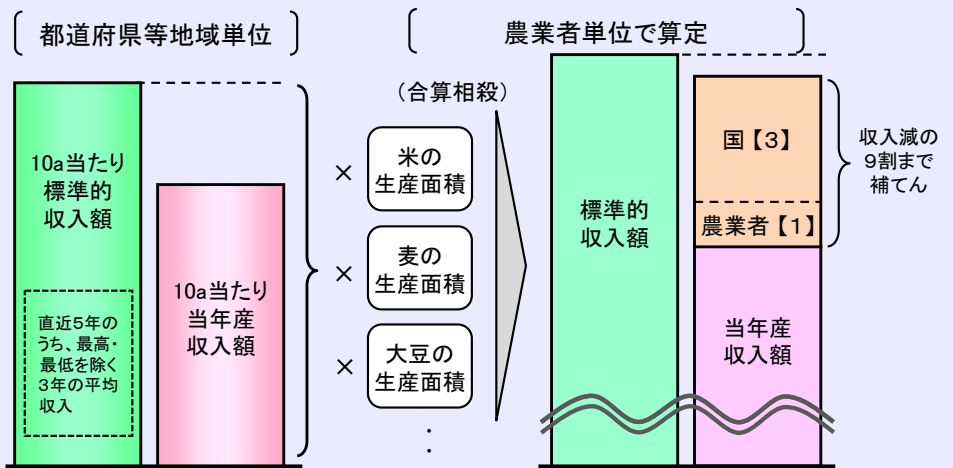 都道府県等地域単位
農業者単位で算定
(合算相殺)
10a当たり
標準的
収入額
直近5年の
うち、最高・
最低を除く
3年の平均
収入
10a当たり
当年産
収入額
×
米の
生産面積
×
麦の
生産面積
×
大豆の
生産面積
:
標準的
収入額
国【3】
農業者【1】
当年産
収入額
収入減の
9割まで
補てん